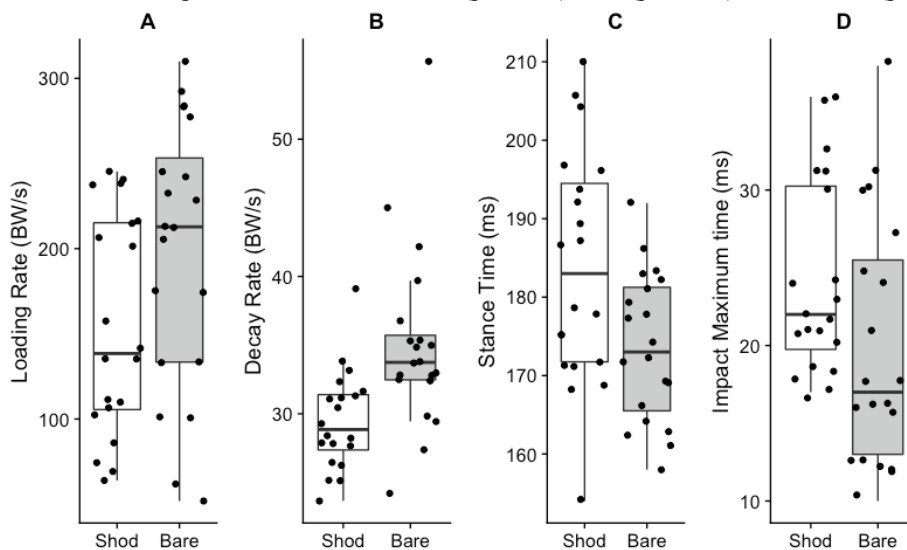 A
B
C
D
Loading Rate (BW/s)
300
200
100
Shod Bare
Decay Rate (BW/s)
50
40
30
Shod Bare
Stance Time (ms)
210
200
190
180
170
160
Shod Bare
Impact Maximum time (ms)
30
20
10
Shod Bare